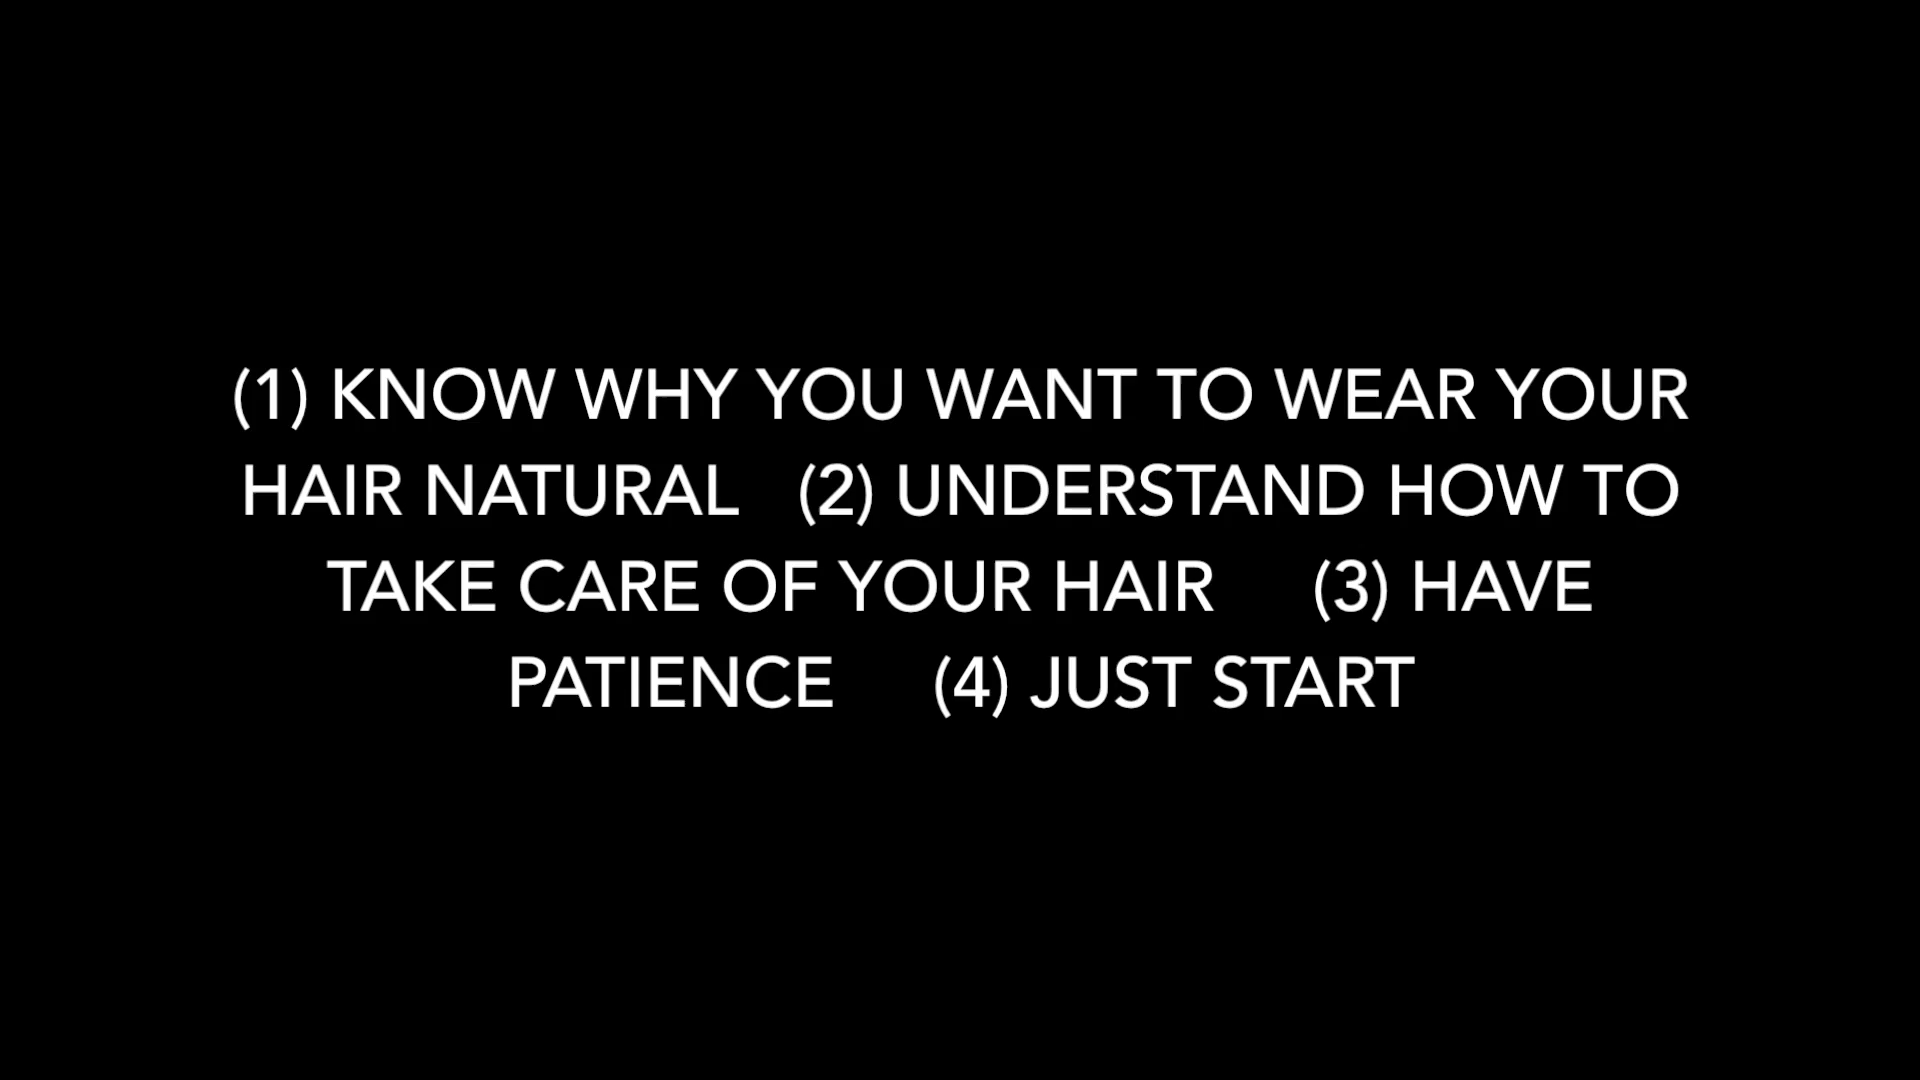 (1) KNOW WHY YOU WANT TO WEAR YOUR
HAIR NATURAL (2) UNDERSTAND HOW TO
TAKE CARE OF YOUR HAIR (3) HAVE
PATIENCE (4) JUST START